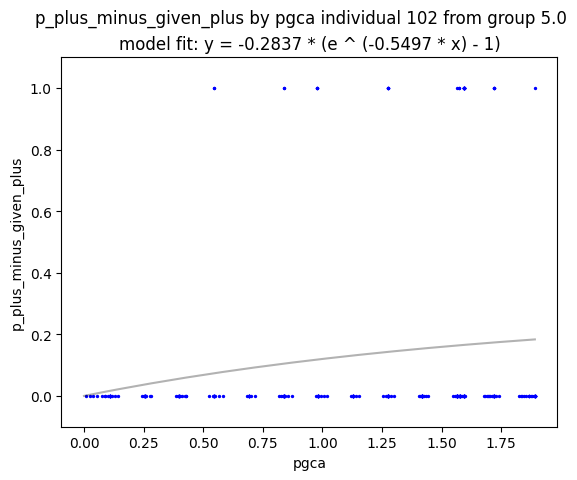 p_plus_minus_given_plus by pgca individual 102 from group 5.0
model fit: y = -0.2837 * (e ^ (-0.5497 * x) - 1)
1.0
0.8
0.6
0.4
0.2
0.0
p_plus_minus_given_plus
0.00 0.25 0.50 0.75 1.00 1.25 1.50 1.75
pgca